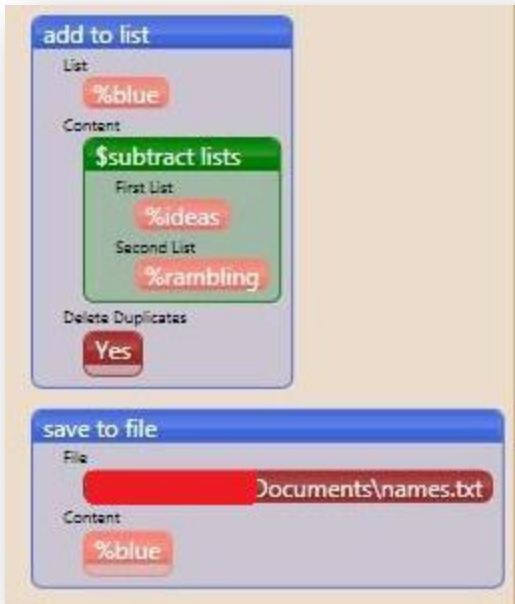 add to list
List
%blue
Content
$subtract lists
First List
%ideas
Second List
%rambling
Delete Duplicates
Yes
save to file
File
Documents\names.txt
Content
%blue